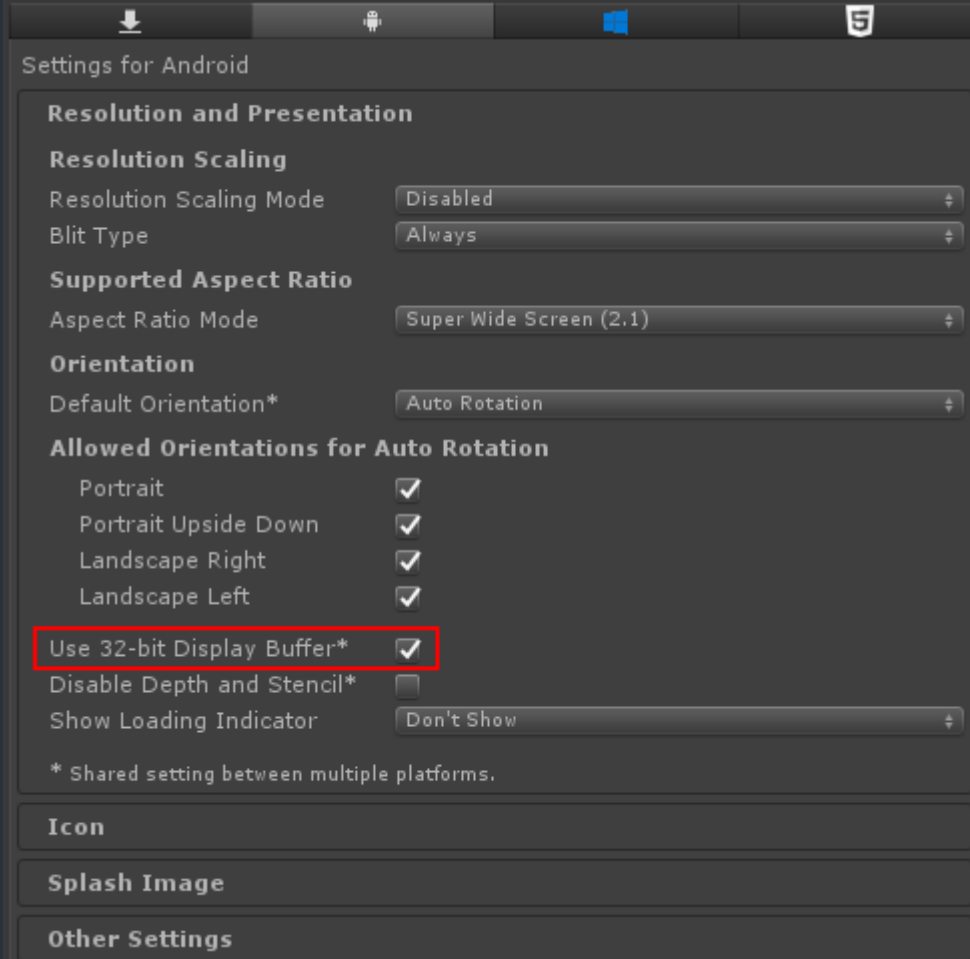 Settings for Android
Resolution and Presentation
Resolution Scaling
Resolution Scaling Mode Disabled
Blit Type Always
Supported Aspect Ratio
Aspect Ratio Mode Super Wide Screen (2.1)
Orientation
Default Orientation* Auto Rotation
Allowed Orientations for Auto Rotation
Portrait
Portrait Upside Down
Landscape Right
Landscape Left
Use 32-bit Display Buffer*
Disable Depth and Stencil*
Show Loading Indicator Don't Show
* Shared setting between multiple platforms.
Icon
Splash Image
Other Settings